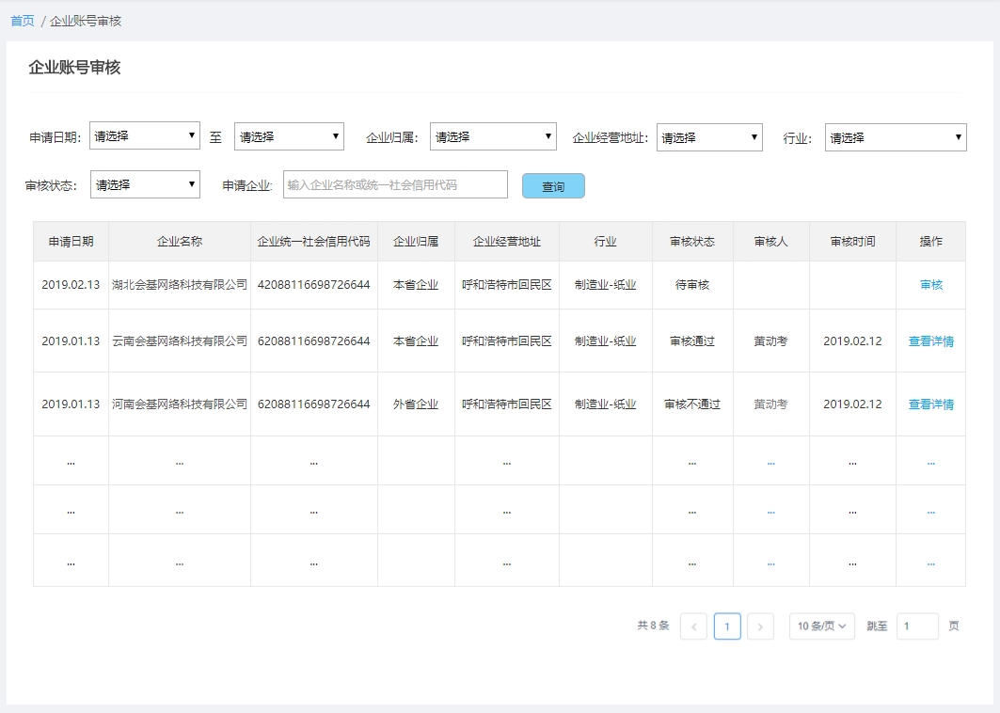 首页 / 企业账号审核
企业账号审核
申请日期: 请选择 至 请选择 企业归属: 请选择 企业经营地址: 请选择 行业: 请选择
审核状态: 请选择 申请企业: 输入企业名称或统一社会信用代码 查询
申请日期 企业名称 企业统一社会信用代码 企业归属 企业经营地址 行业 审核状态 审核人 审核时间 操作
2019.02.13 湖北会基网络科技有限公司 42088116698726644 本省企业 呼和浩特市回民区 制造业-纸业 待审核 审核
2019.01.13 云南会基网络科技有限公司 62088116698726644 本省企业 呼和浩特市回民区 制造业-纸业 审核通过 黄动考 2019.02.12 查看详情
2019.01.13 河南会基网络科技有限公司 62088116698726644 外省企业 呼和浩特市回民区 制造业-纸业 审核不通过 黄动考 2019.02.12 查看详情
... ... ... ... ... ... ... ...
... ... ... ... ... ... ... ...
... ... ... ... ... ... ... ...
共 8 条 < 1 > 10 条/页 跳至 1 页